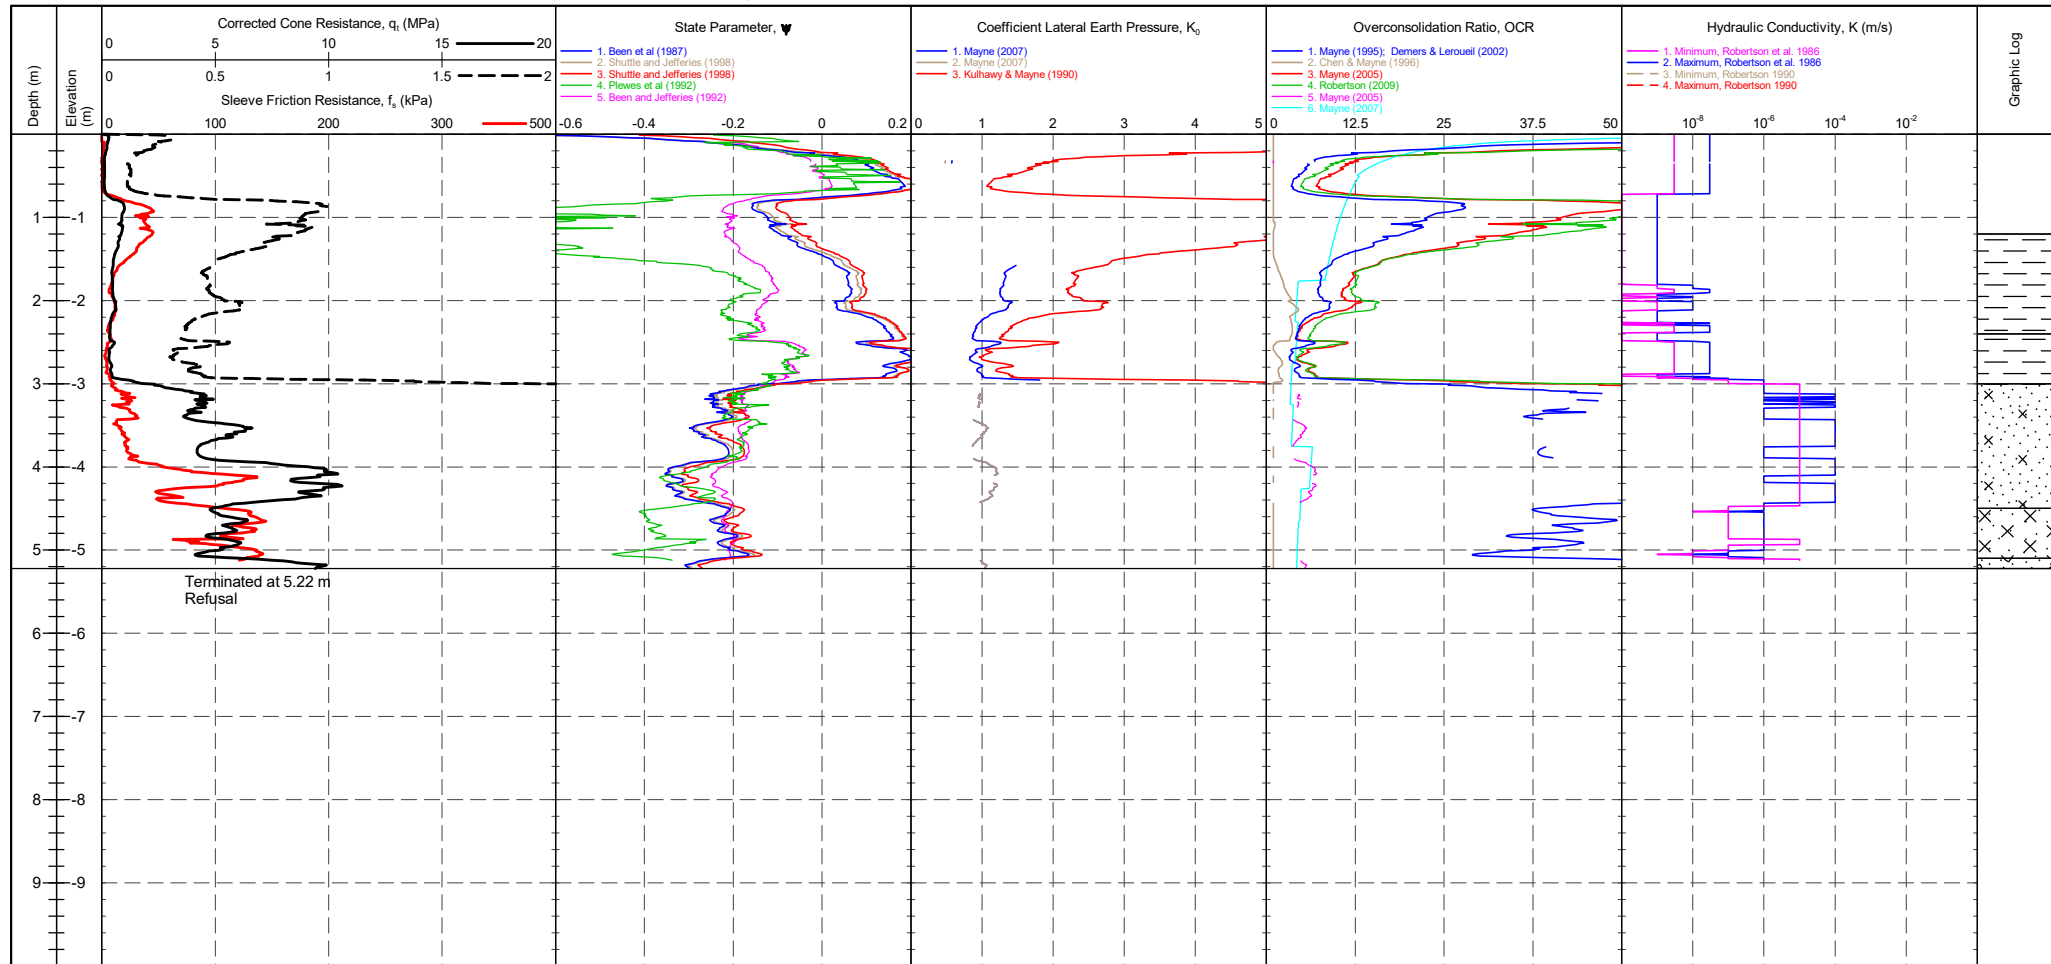 Corrected Cone Resistance, qt (MPa)
0 5 10 15 20
0 0.5 1 1.5 2
Sleeve Friction Resistance, fs (kPa)
100 200 300 500
State Parameter, ψ
1. Been et al (1987)
2. Shuttle and Jefferies (1998)
3. Shuttle and Jefferies (1998)
4. Plewes et al (1992)
5. Been and Jefferies (1992)
-0.6 -0.4 -0.2 0 0.2
Coefficient Lateral Earth Pressure, K0
1. Mayne (2007)
2. Mayne (2007)
3. Kulhawy & Mayne (1990)
0 1 2 3 4 5
Overconsolidation Ratio, OCR
1. Mayne (1995); Demers & Leroueil (2002)
2. Chen & Mayne (1996)
3. Mayne (2005)
4. Robertson (2009)
5. Mayne (2005)
6. Mayne (2007)
0 12.5 25 37.5 50
Hydraulic Conductivity, K (m/s)
1. Minimum, Robertson et al. 1986
2. Maximum, Robertson et al. 1986
3. Minimum, Robertson 1990
4. Maximum, Robertson 1990
10-8 10-6 10-4 10-2
Depth (m)
Elevation
(m)
Graphic Log
1 -1
2 -2
3 -3
4 -4
5 -5
Terminated at 5.22 m
Refusal
6 -6
7 -7
8 -8
9 -9